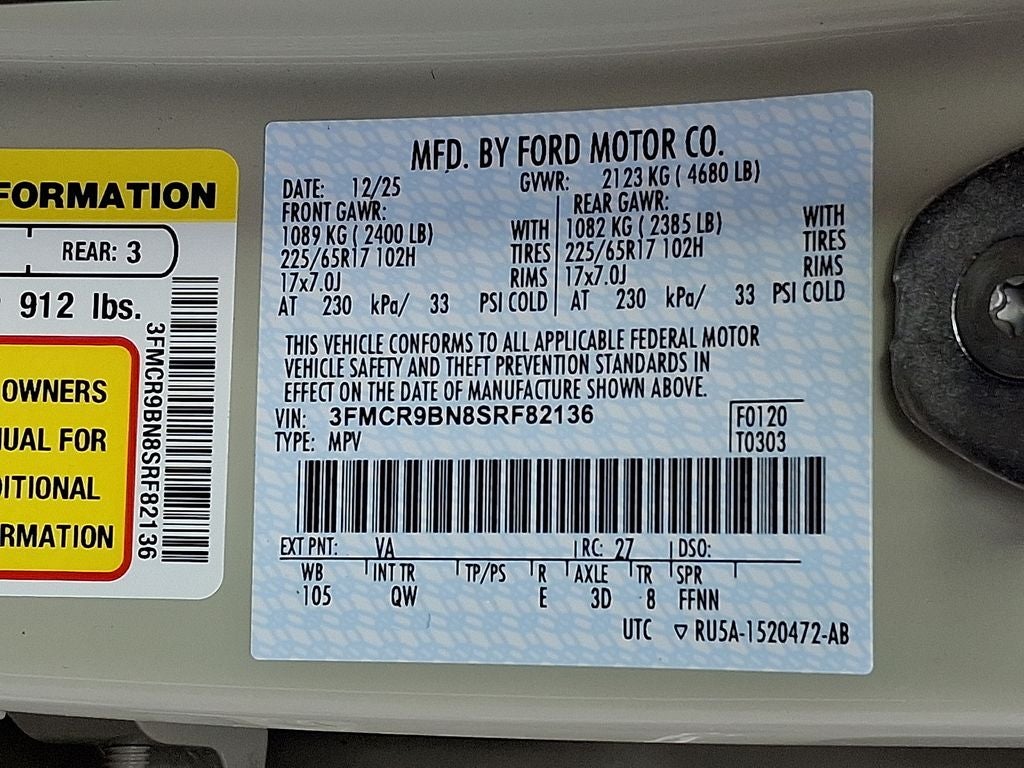 FORMATION
REAR: 3
912 lbs.
OWNERS
UAL FOR
ITIONAL
RMATION
3FMCR9BN8SRF82136
MFD. BY FORD MOTOR CO.
DATE: 12/25 GVWR: 2123 KG ( 4680 LB)
FRONT GAWR: REAR GAWR:
1089 KG ( 2400 LB) WITH 1082 KG ( 2385 LB) WITH
225/65R17 102H TIRES 225/65R17 102H TIRES
17x7.0J RIMS 17x7.0J RIMS
AT 230 kPa/ 33 PSI COLD AT 230 kPa/ 33 PSI COLD
THIS VEHICLE CONFORMS TO ALL APPLICABLE FEDERAL MOTOR
VEHICLE SAFETY AND THEFT PREVENTION STANDARDS IN
EFFECT ON THE DATE OF MANUFACTURE SHOWN ABOVE.
VIN: 3FMCR9BN8SRF82136 F0120
TYPE: MPV T0303
EXT PNT: VA RC: 27 DSO:
WB INT TR TP/PS R AXLE TR SPR
105 QW E 3D 8 FFNN
UTC ▽ RU5A-1520472-AB